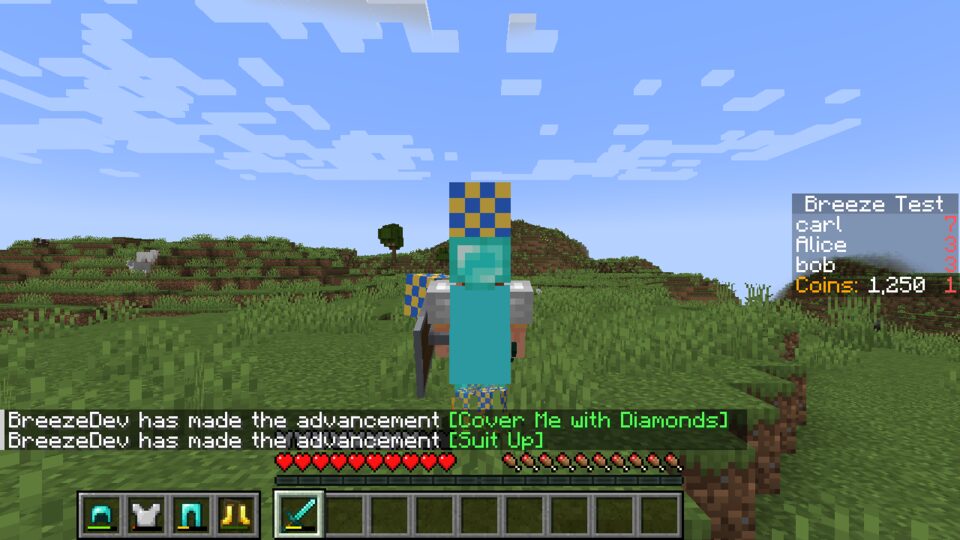 Breeze Test
carl 7
Alice 3
bob 2
Coins: 1,250 1
BreezeDev has made the advancement [Cover Me with Diamonds]
BreezeDev has made the advancement [Suit Up]